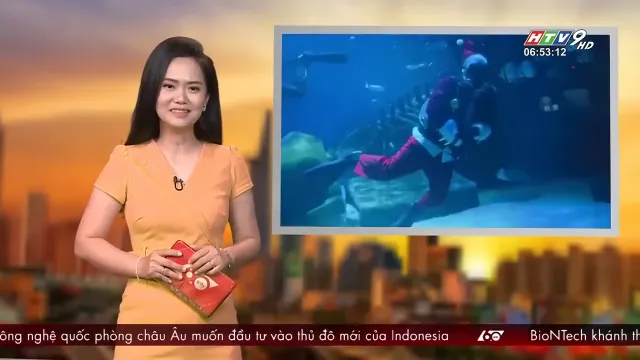 HTV9 HD
06:53:12
ông nghệ quốc phòng châu Âu muốn đầu tư vào thủ đô mới của Indonesia 60 BioNTech khánh th